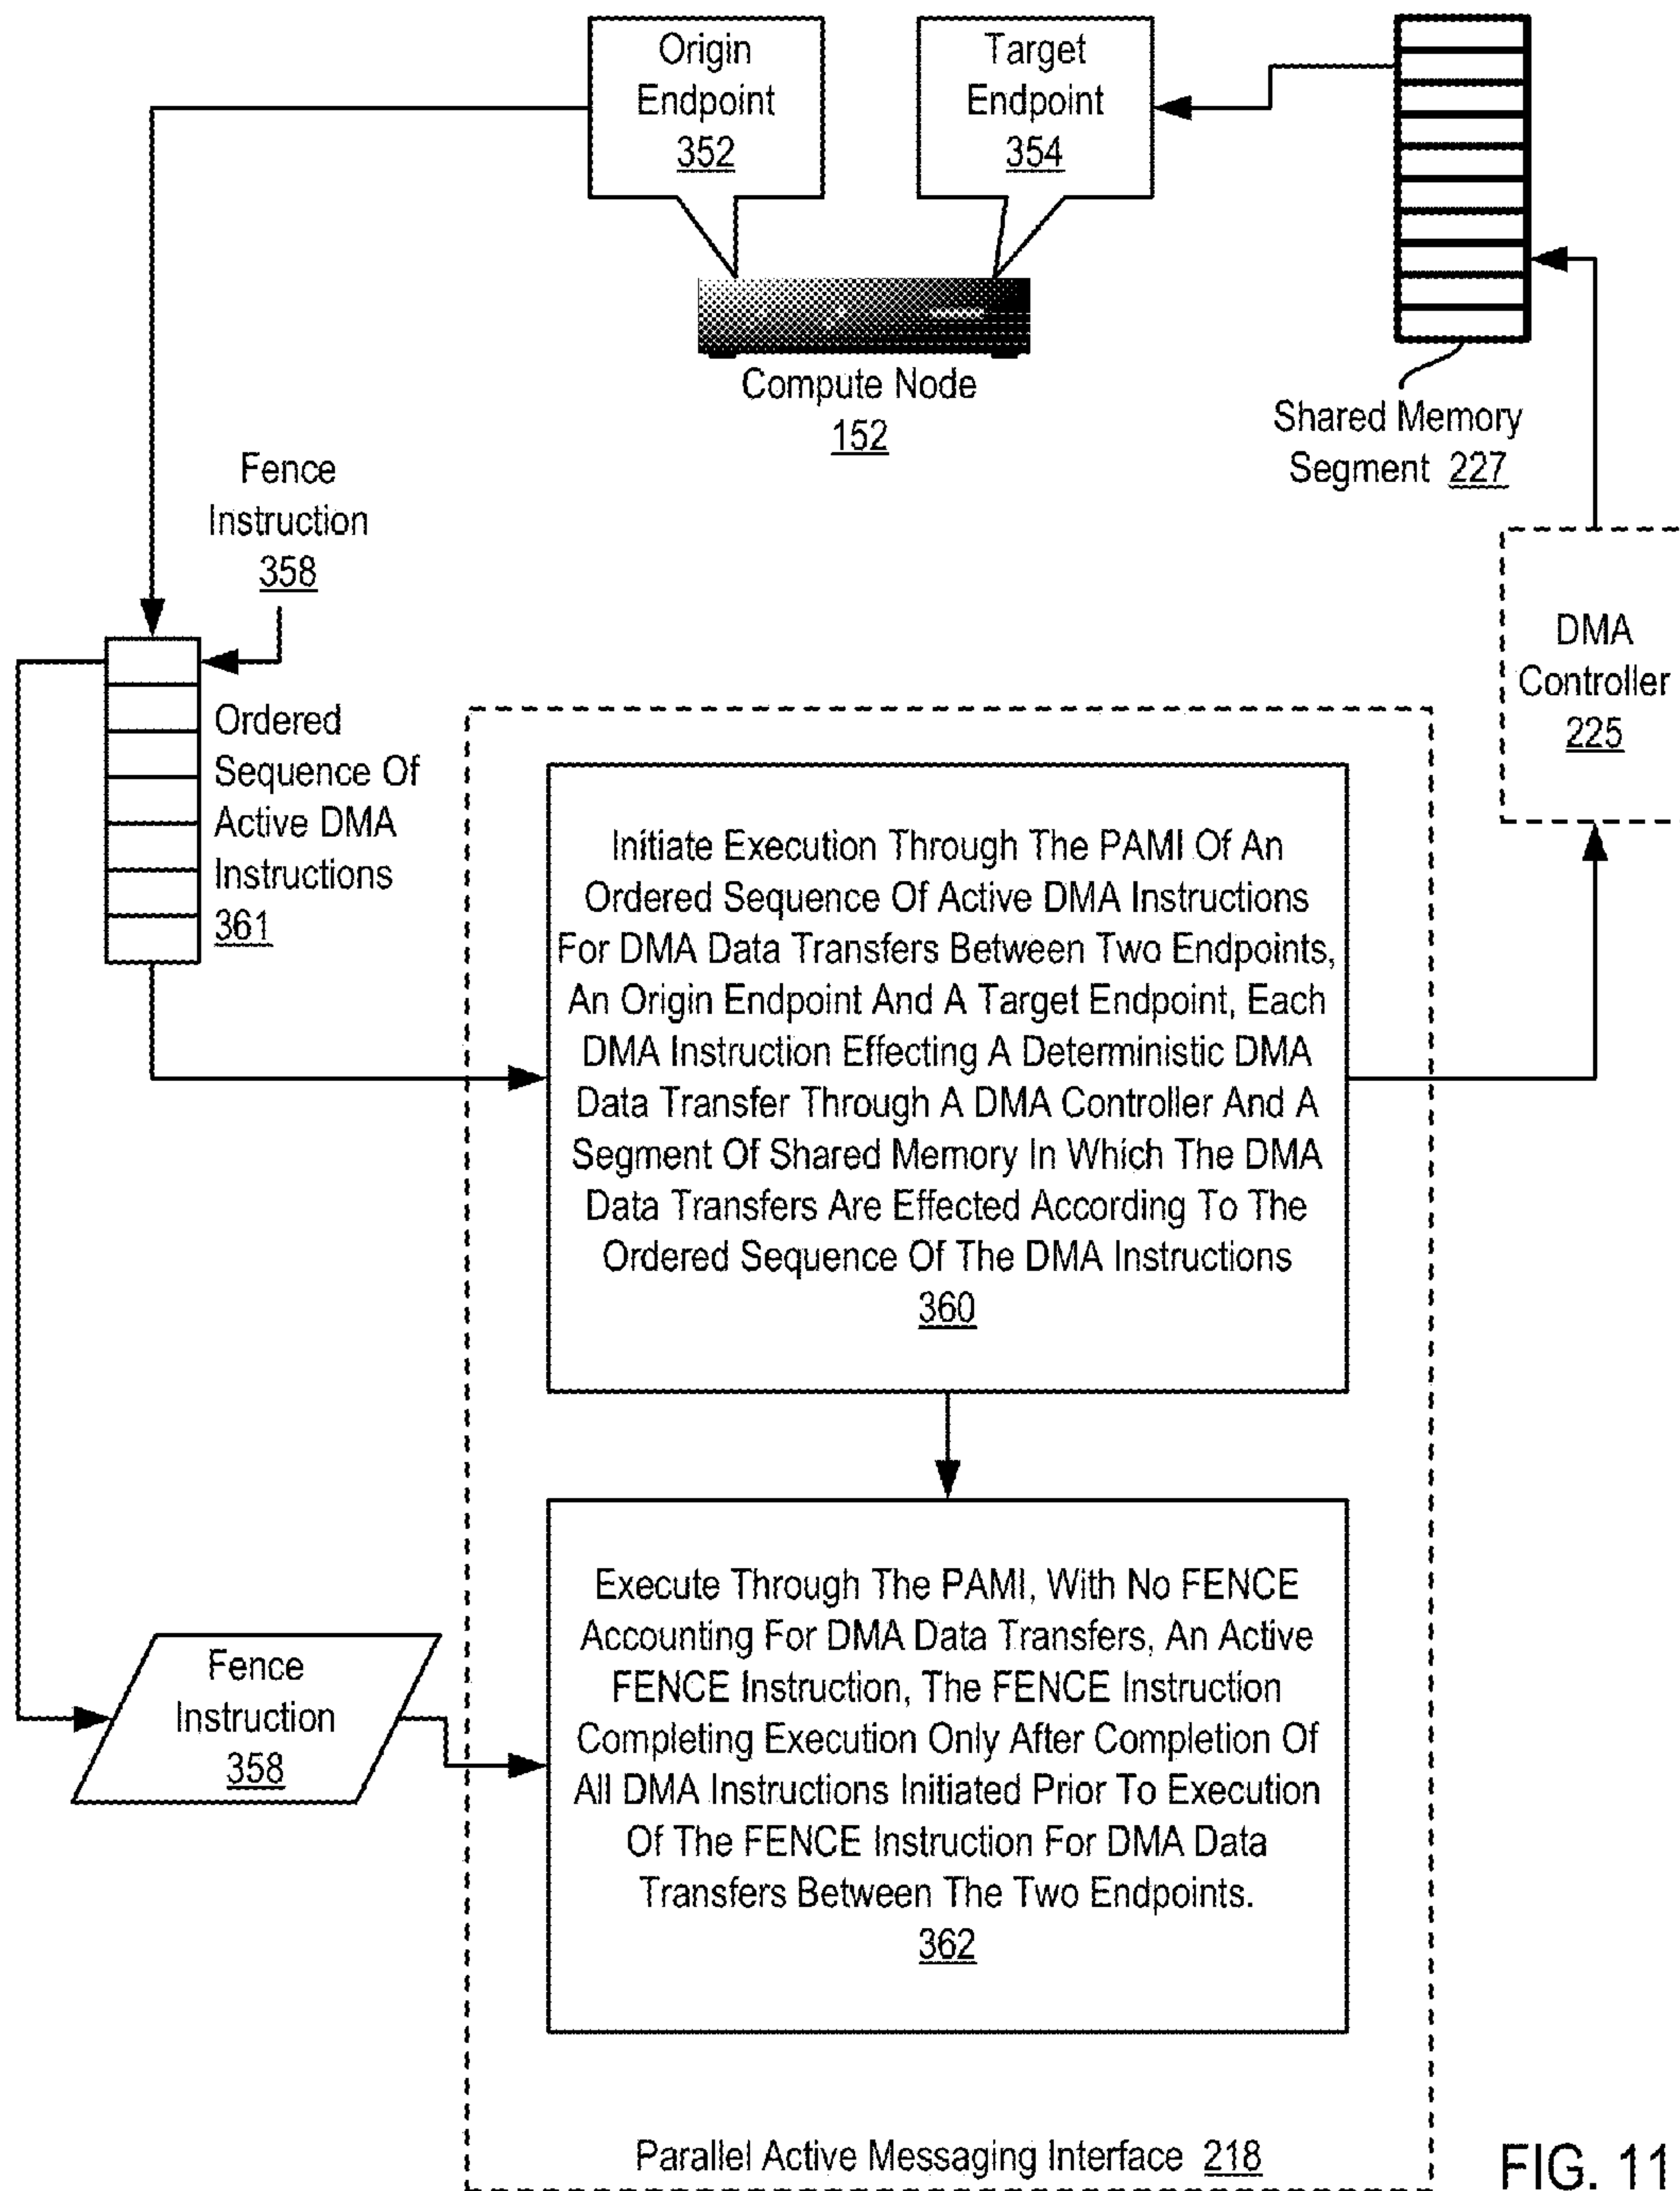 Origin
Endpoint
352
Target
Endpoint
354
Compute Node
152
Shared Memory
Segment 227
Fence
Instruction
358
DMA
Controller
225
Ordered
Sequence Of
Active DMA
Instructions
361
Initiate Execution Through The PAMI Of An
Ordered Sequence Of Active DMA Instructions
For DMA Data Transfers Between Two Endpoints,
An Origin Endpoint And A Target Endpoint, Each
DMA Instruction Effecting A Deterministic DMA
Data Transfer Through A DMA Controller And A
Segment Of Shared Memory In Which The DMA
Data Transfers Are Effected According To The
Ordered Sequence Of The DMA Instructions
360
Execute Through The PAMI, With No FENCE
Accounting For DMA Data Transfers, An Active
FENCE Instruction, The FENCE Instruction
Completing Execution Only After Completion Of
All DMA Instructions Initiated Prior To Execution
Of The FENCE Instruction For DMA Data
Transfers Between The Two Endpoints.
362
Fence
Instruction
358
Parallel Active Messaging Interface 218
FIG. 11